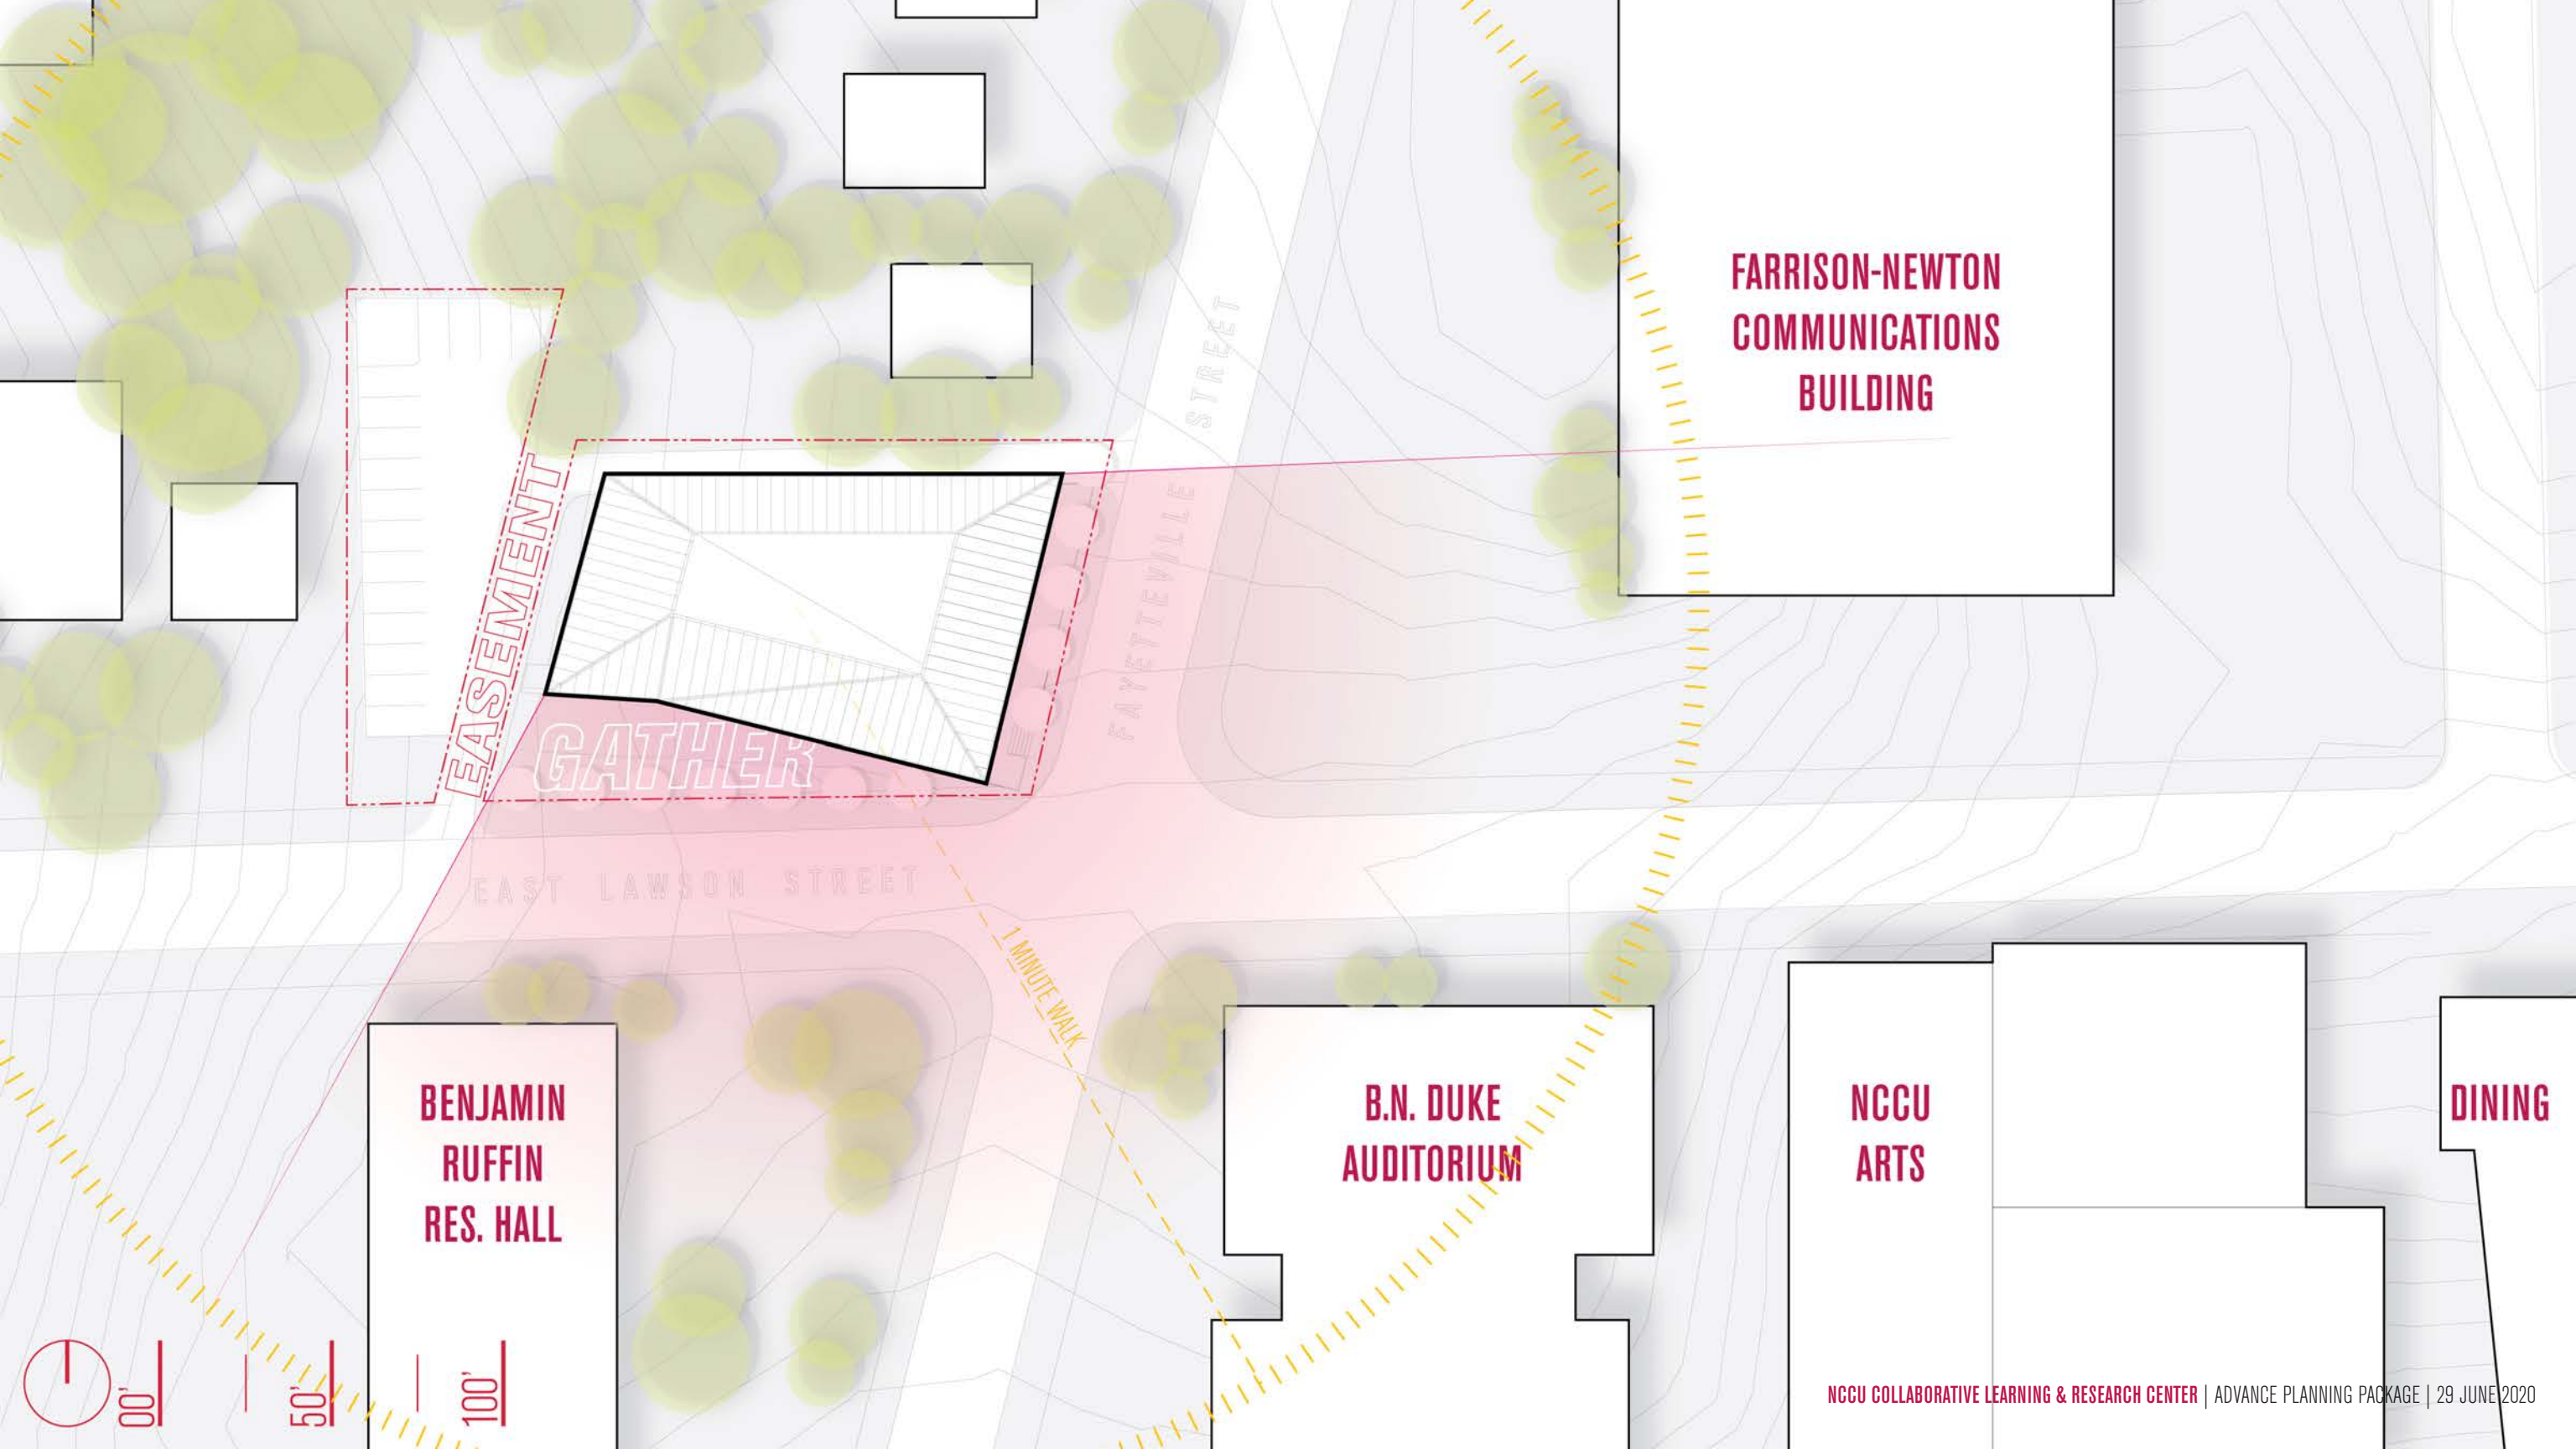 FARRISON-NEWTON
COMMUNICATIONS
BUILDING
FAYETTEVILLE STREET
EASEMENT
GATHER
EAST LAWSON STREET
1 MINUTE WALK
BENJAMIN
RUFFIN
RES. HALL
B.N. DUKE
AUDITORIUM
NCCU
ARTS
DINING
00'
50'
100'
NCCU COLLABORATIVE LEARNING & RESEARCH CENTER | ADVANCE PLANNING PACKAGE | 29 JUNE 2020